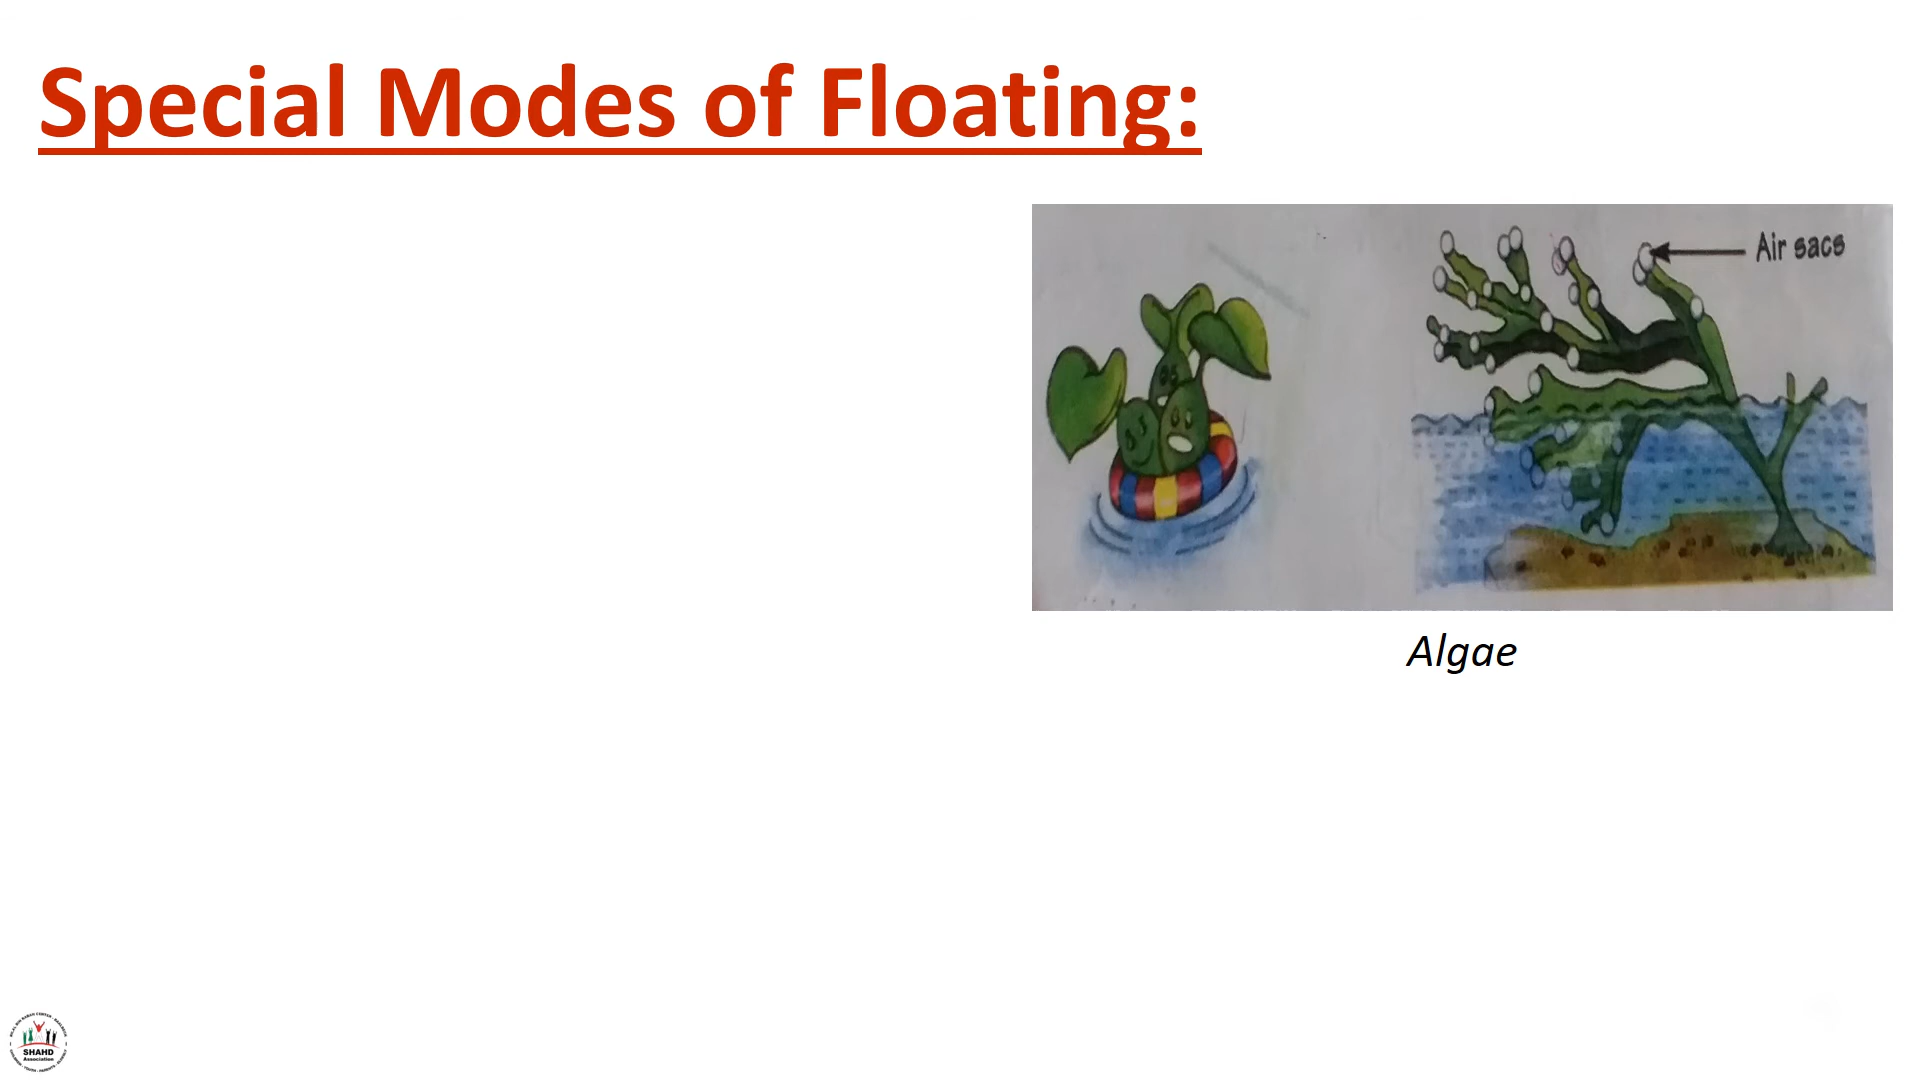 Special Modes of Floating:
Air sacs
Algae
SHAHD
Association